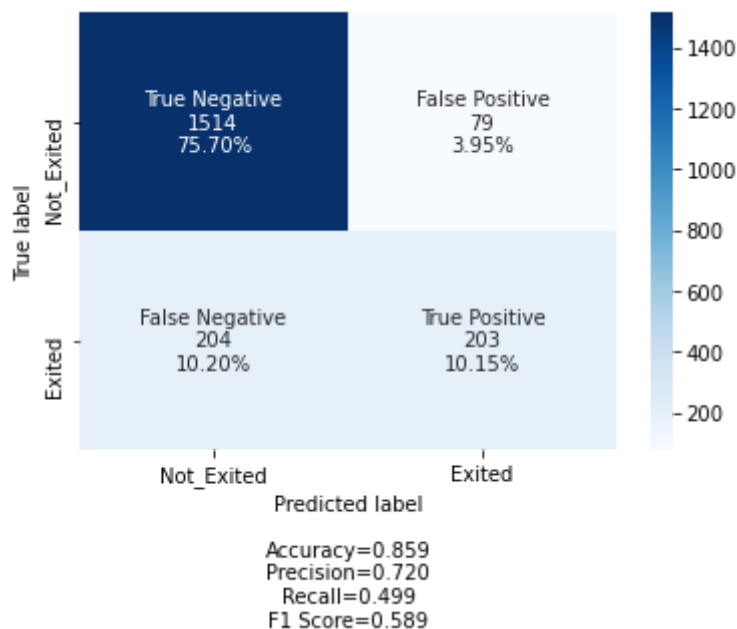 True Negative
1514
75.70%
False Positive
79
3.95%
False Negative
204
10.20%
True Positive
203
10.15%
True label
Not_Exited
Exited
Not_Exited
Exited
Predicted label
1400
1200
1000
800
600
400
200
Accuracy=0.859
Precision=0.720
Recall=0.499
F1 Score=0.589